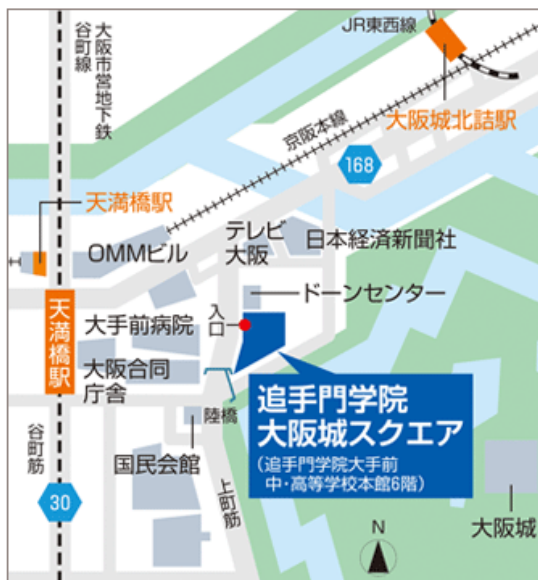 JR東西線
大阪市営地下鉄
谷町線
大阪城北詰駅
京阪本線
168
天満橋駅
OMMビル
テレビ
大阪
日本経済新聞社
ドーンセンター
天満橋駅
大手前病院
入口
大阪合同
庁舎
追手門学院
大阪城スクエア
(追手門学院大手前
中・高等学校本館6階)
陸橋
谷町筋
国民会館
上町筋
30
大阪城
N